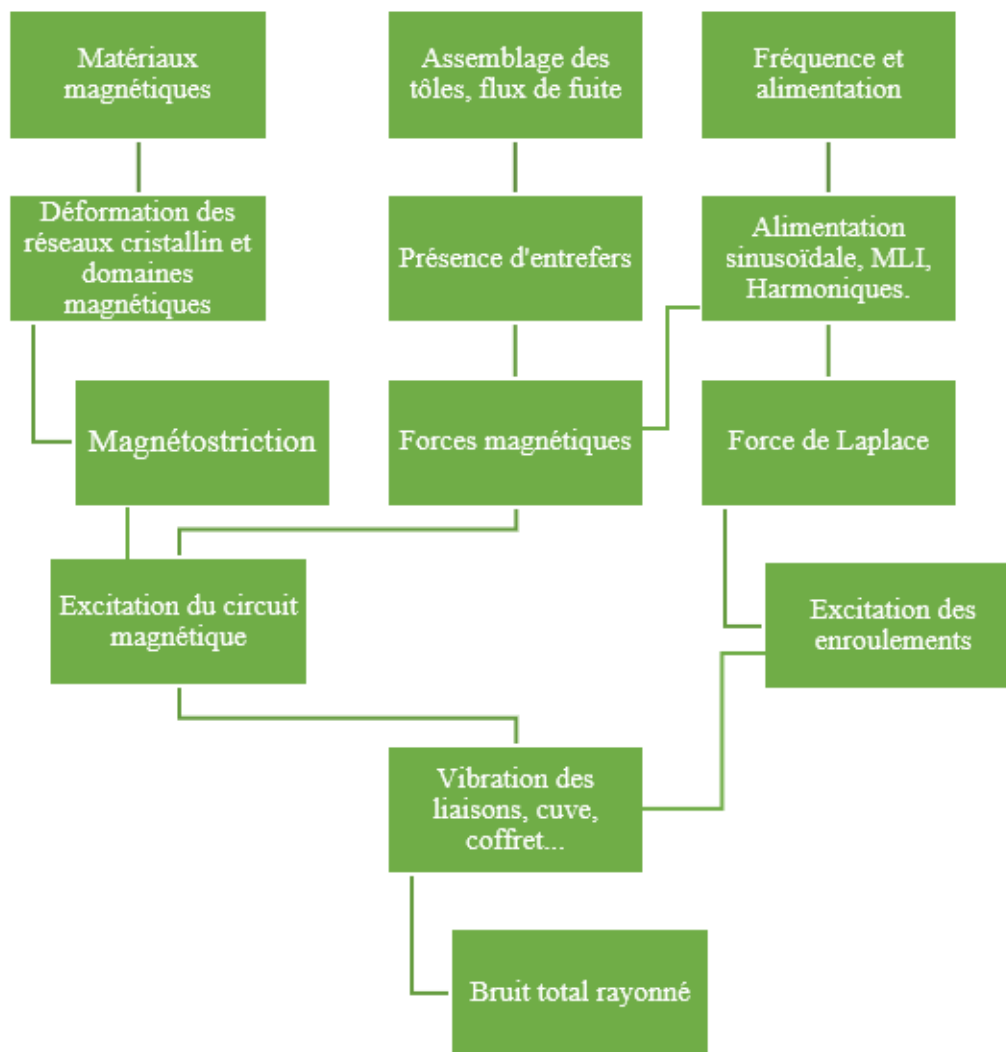 Matériaux
magnétiques
Assemblage des
tôles, flux de fuite
Fréquence et
alimentation
Déformation des
réseaux cristallin et
domaines
magnétiques
Présence d'entrefers
Alimentation
sinusoïdale, MLI,
Harmoniques.
Magnétostriction
Forces magnétiques
Force de Laplace
Excitation du circuit
magnétique
Excitation des
enroulements
Vibration des
liaisons, cuve,
coffret...
Bruit total rayonné